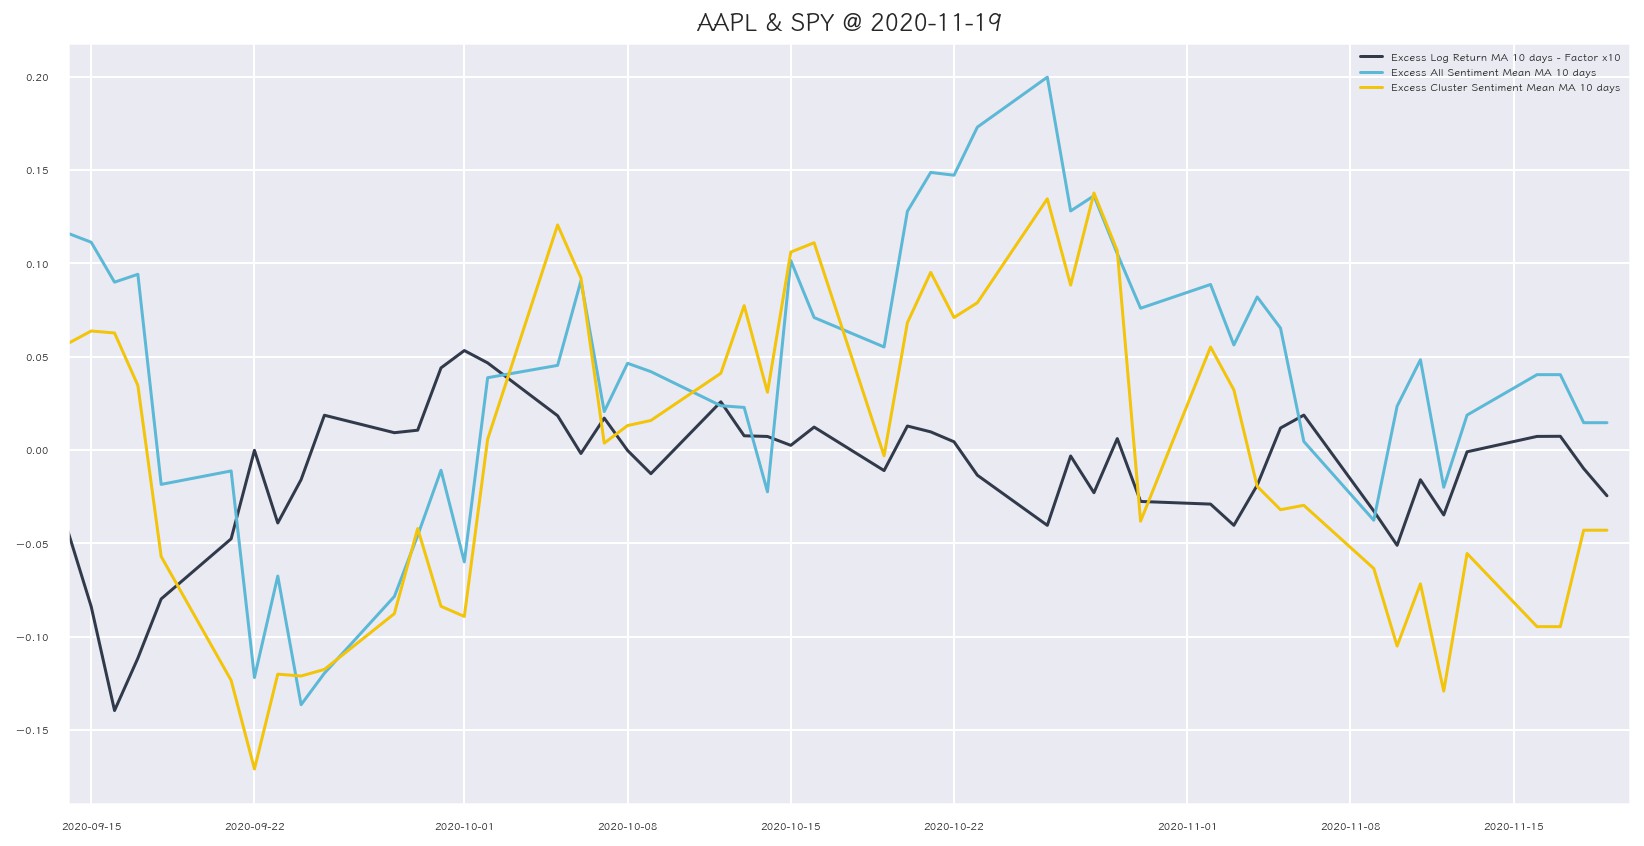 AAPL & SPY @ 2020-11-19
Excess Log Return MA 10 days - Factor x10
Excess All Sentiment Mean MA 10 days
Excess Cluster Sentiment Mean MA 10 days
0.20
0.15
0.10
0.05
0.00
−0.05
−0.10
−0.15
2020-09-15 2020-09-22 2020-10-01 2020-10-08 2020-10-15 2020-10-22 2020-11-01 2020-11-08 2020-11-15